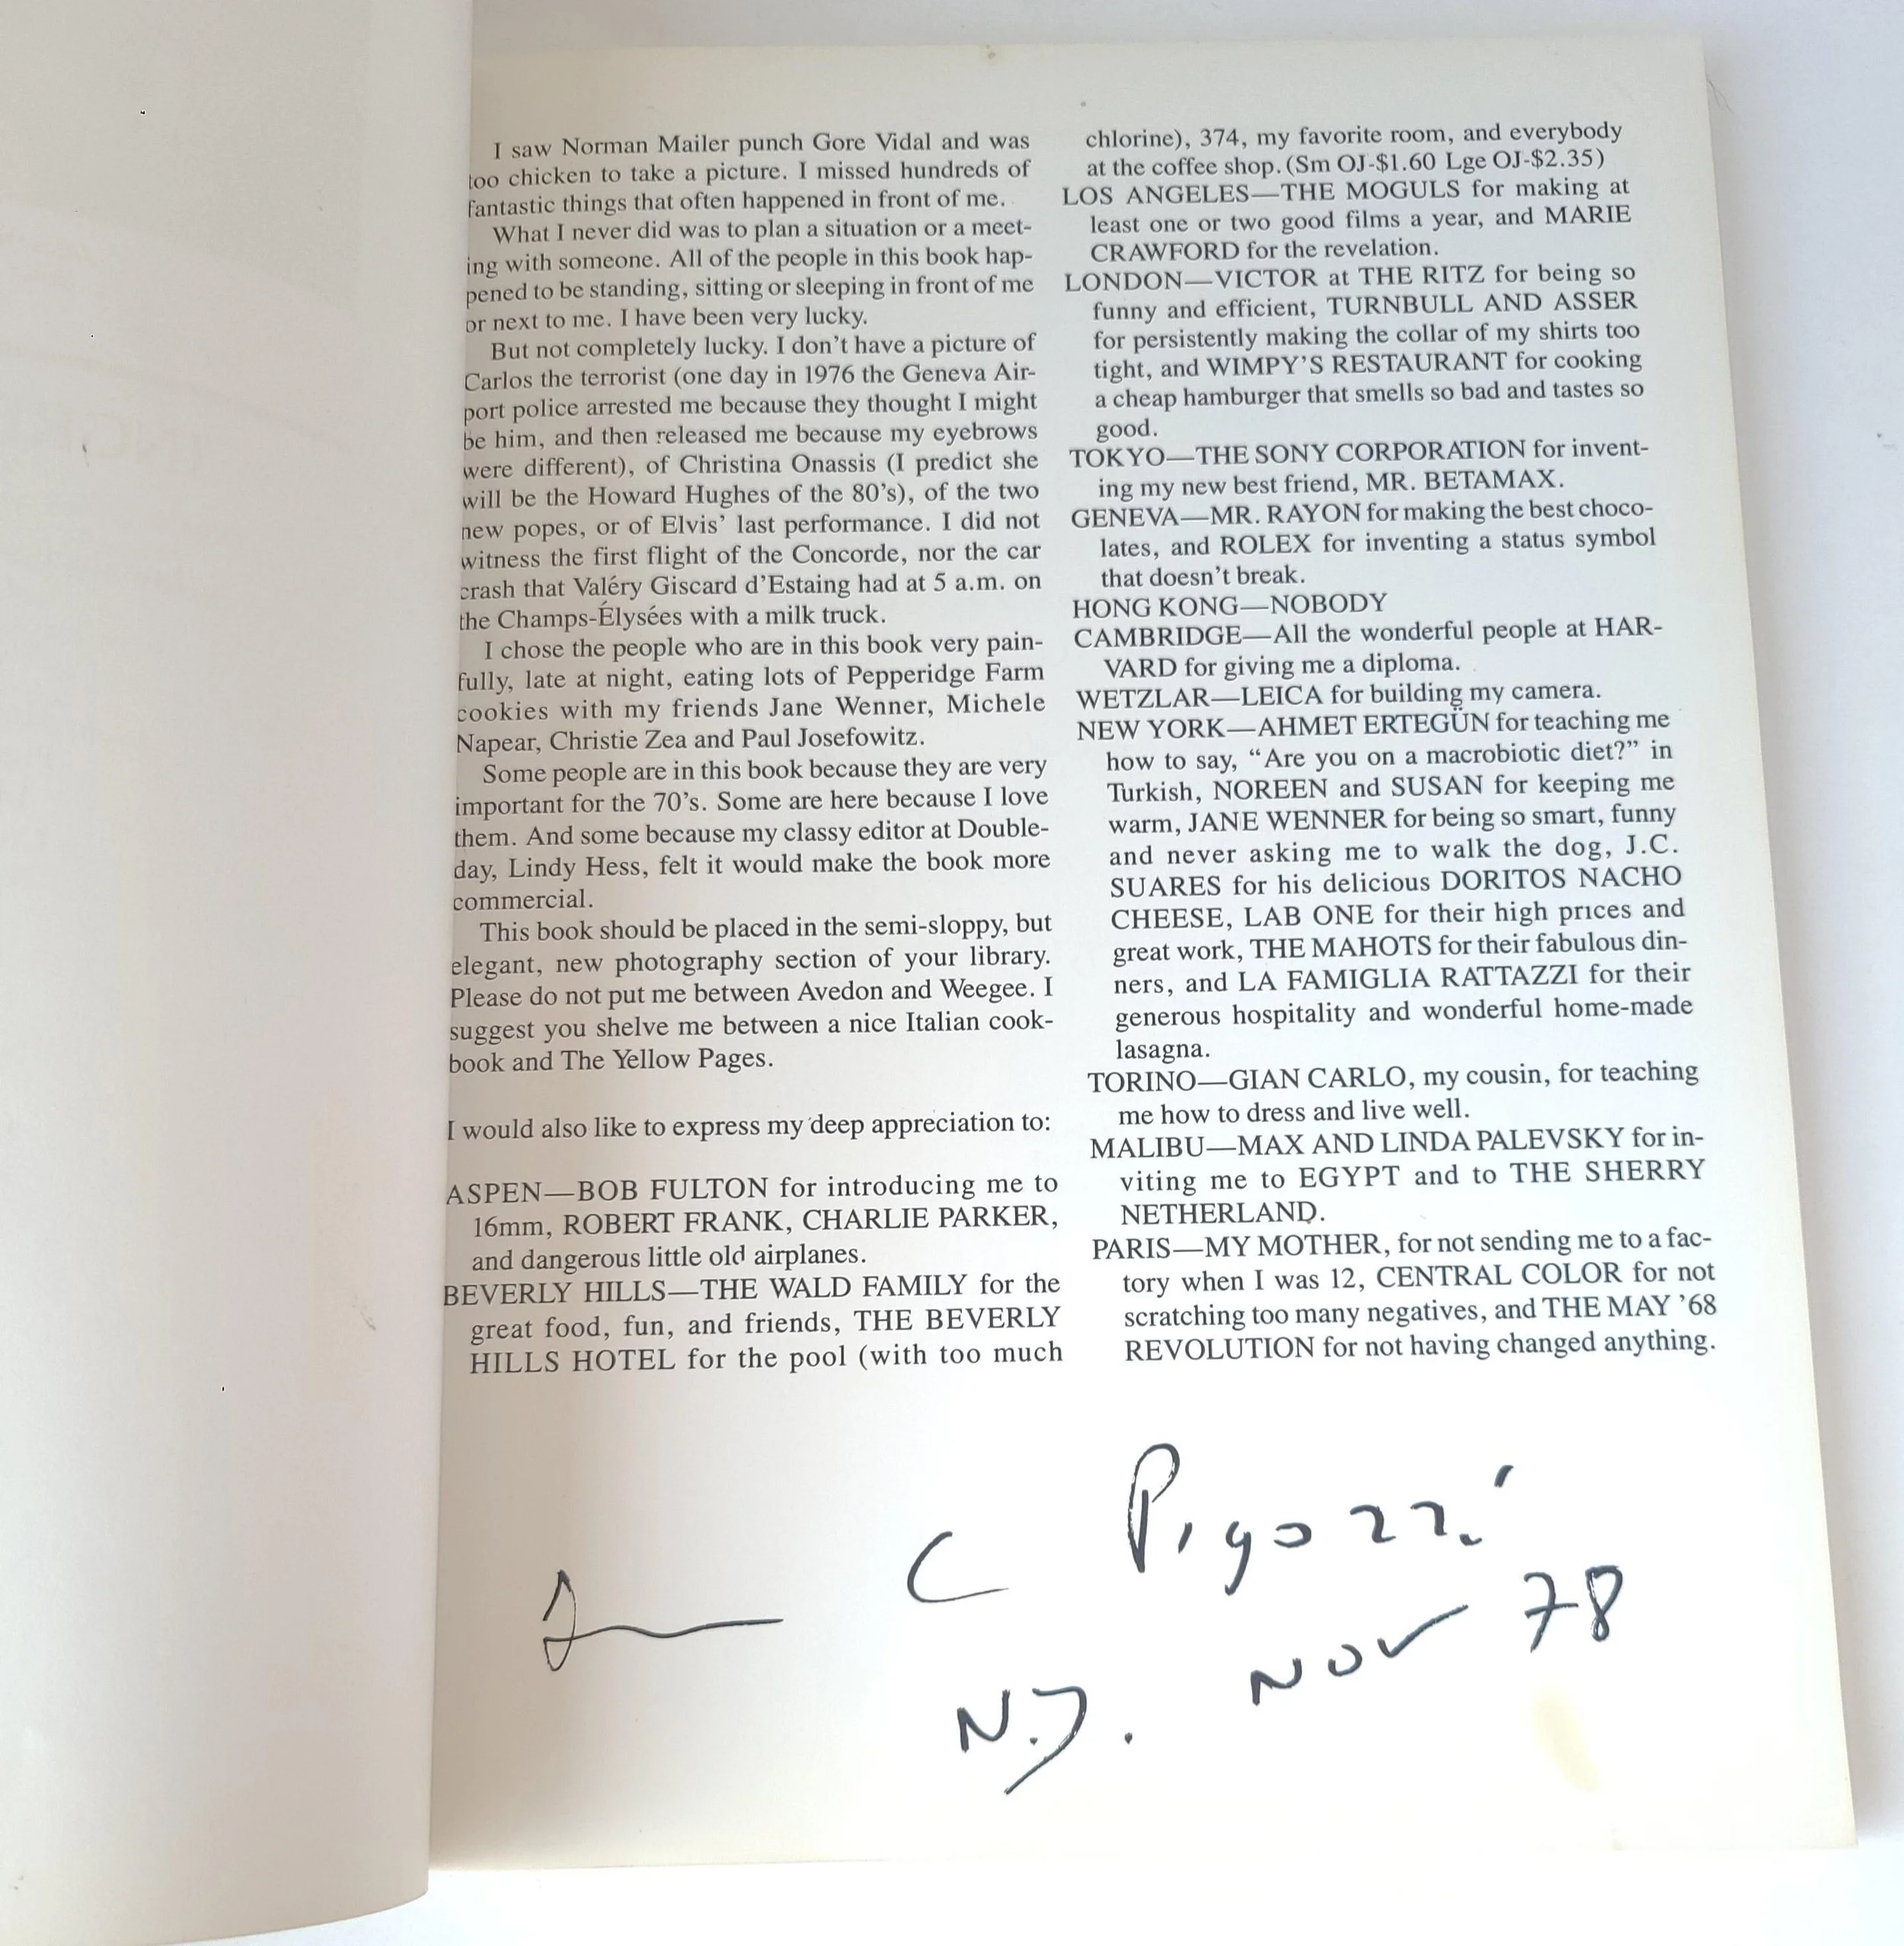 I saw Norman Mailer punch Gore Vidal and was
too chicken to take a picture. I missed hundreds of
fantastic things that often happened in front of me.
What I never did was to plan a situation or a meet-
ing with someone. All of the people in this book hap-
pened to be standing, sitting or sleeping in front of me
or next to me. I have been very lucky.
But not completely lucky. I don't have a picture of
Carlos the terrorist (one day in 1976 the Geneva Air-
port police arrested me because they thought I might
be him, and then released me because my eyebrows
were different), of Christina Onassis (I predict she
will be the Howard Hughes of the 80's), of the two
new popes, or of Elvis' last performance. I did not
witness the first flight of the Concorde, nor the car
crash that Valéry Giscard d'Estaing had at 5 a.m. on
the Champs-Élysées with a milk truck.
I chose the people who are in this book very pain-
fully, late at night, eating lots of Pepperidge Farm
cookies with my friends Jane Wenner, Michele
Napear, Christie Zea and Paul Josefowitz.
Some people are in this book because they are very
important for the 70's. Some are here because I love
them. And some because my classy editor at Double-
day, Lindy Hess, felt it would make the book more
commercial.
This book should be placed in the semi-sloppy, but
elegant, new photography section of your library.
Please do not put me between Avedon and Weegee. I
suggest you shelve me between a nice Italian cook-
book and The Yellow Pages.
I would also like to express my deep appreciation to:
ASPEN—BOB FULTON for introducing me to
16mm, ROBERT FRANK, CHARLIE PARKER,
and dangerous little old airplanes.
BEVERLY HILLS—THE WALD FAMILY for the
great food, fun, and friends, THE BEVERLY
HILLS HOTEL for the pool (with too much
chlorine), 374, my favorite room, and everybody
at the coffee shop. (Sm OJ-$1.60 Lge OJ-$2.35)
LOS ANGELES—THE MOGULS for making at
least one or two good films a year, and MARIE
CRAWFORD for the revelation.
LONDON—VICTOR at THE RITZ for being so
funny and efficient, TURNBULL AND ASSER
for persistently making the collar of my shirts too
tight, and WIMPY'S RESTAURANT for cooking
a cheap hamburger that smells so bad and tastes so
good.
TOKYO—THE SONY CORPORATION for invent-
ing my new best friend, MR. BETAMAX.
GENEVA—MR. RAYON for making the best choco-
lates, and ROLEX for inventing a status symbol
that doesn't break.
HONG KONG—NOBODY
CAMBRIDGE—All the wonderful people at HAR-
VARD for giving me a diploma.
WETZLAR—LEICA for building my camera.
NEW YORK—AHMET ERTEGÜN for teaching me
how to say, "Are you on a macrobiotic diet?" in
Turkish, NOREEN and SUSAN for keeping me
warm, JANE WENNER for being so smart, funny
and never asking me to walk the dog, J.C.
SUARES for his delicious DORITOS NACHO
CHEESE, LAB ONE for their high prices and
great work, THE MAHOTS for their fabulous din-
ners, and LA FAMIGLIA RATTAZZI for their
generous hospitality and wonderful home-made
lasagna.
TORINO—GIAN CARLO, my cousin, for teaching
me how to dress and live well.
MALIBU—MAX AND LINDA PALEVSKY for in-
viting me to EGYPT and to THE SHERRY
NETHERLAND.
PARIS—MY MOTHER, for not sending me to a fac-
tory when I was 12, CENTRAL COLOR for not
scratching too many negatives, and THE MAY '68
REVOLUTION for not having changed anything.
C Pigozzi
Nov 78